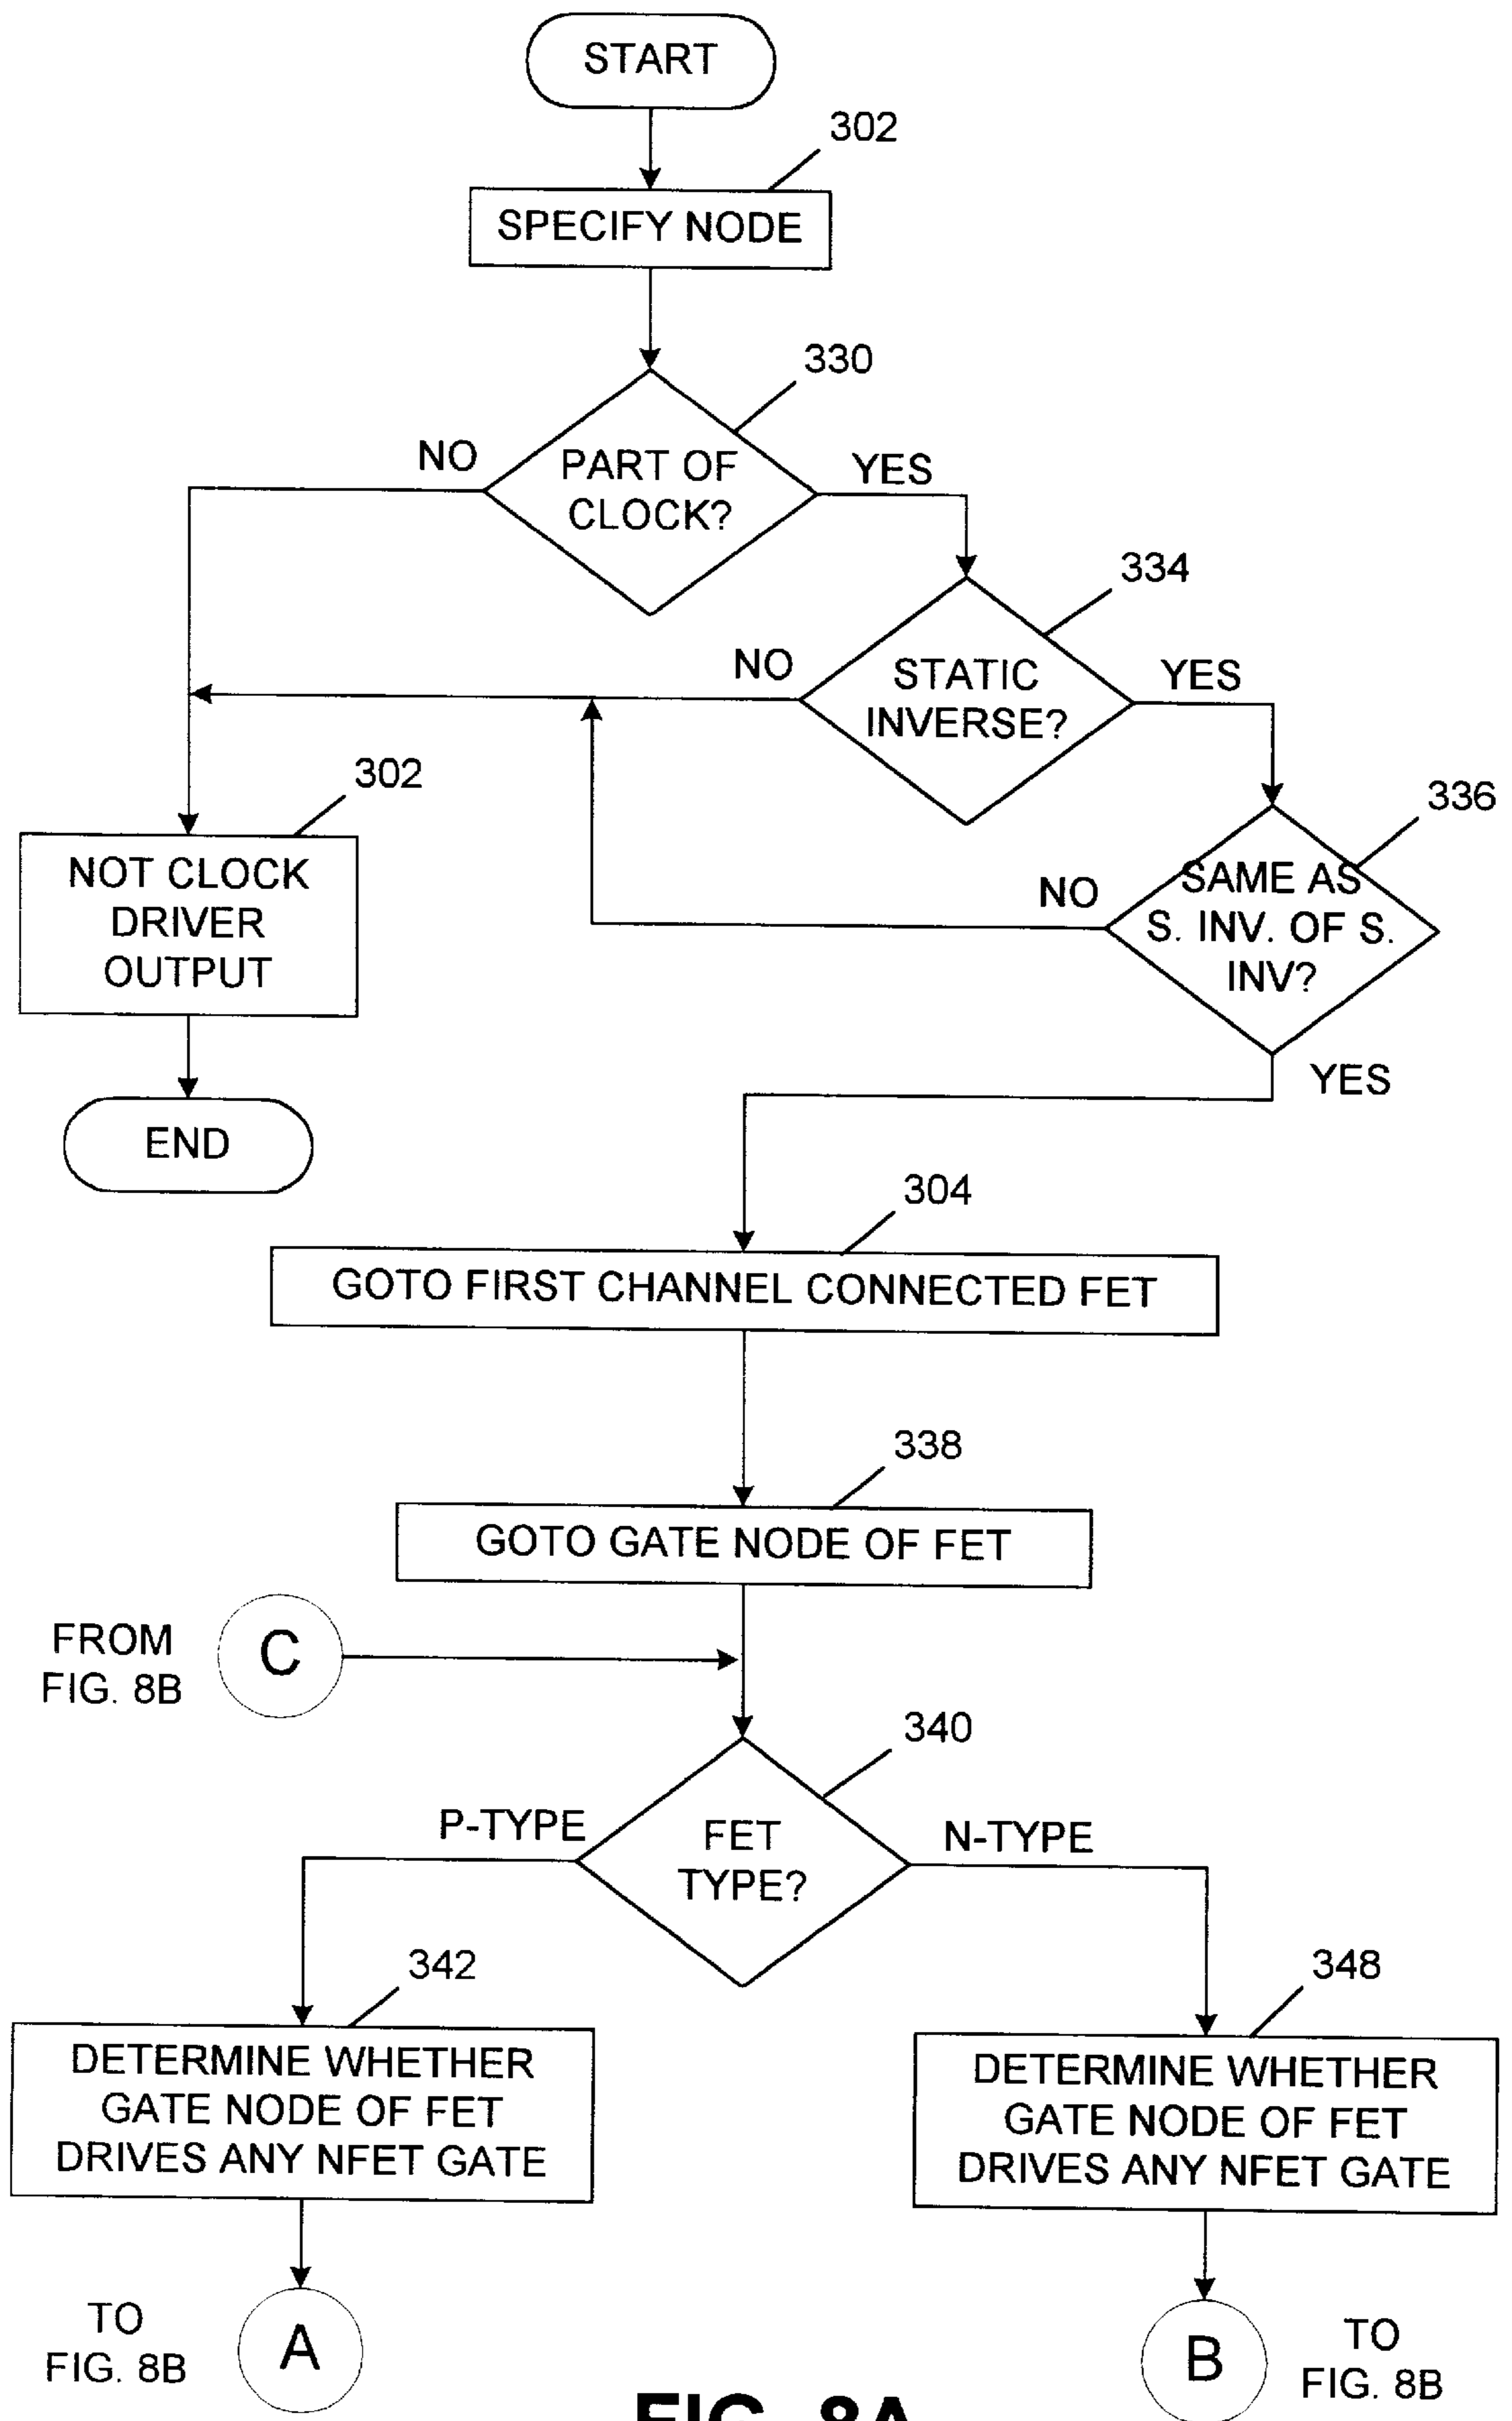 START
302
SPECIFY NODE
330
NO
PART OF
CLOCK?
YES
334
NO
STATIC
INVERSE?
YES
336
302
NOT CLOCK
DRIVER
OUTPUT
NO
SAME AS
S. INV. OF S.
INV?
YES
END
304
GOTO FIRST CHANNEL CONNECTED FET
338
GOTO GATE NODE OF FET
FROM
FIG. 8B
C
340
P-TYPE
FET
TYPE?
N-TYPE
342
348
DETERMINE WHETHER
GATE NODE OF FET
DRIVES ANY NFET GATE
DETERMINE WHETHER
GATE NODE OF FET
DRIVES ANY NFET GATE
TO
FIG. 8B
A
B
TO
FIG. 8B
FIG. 8A